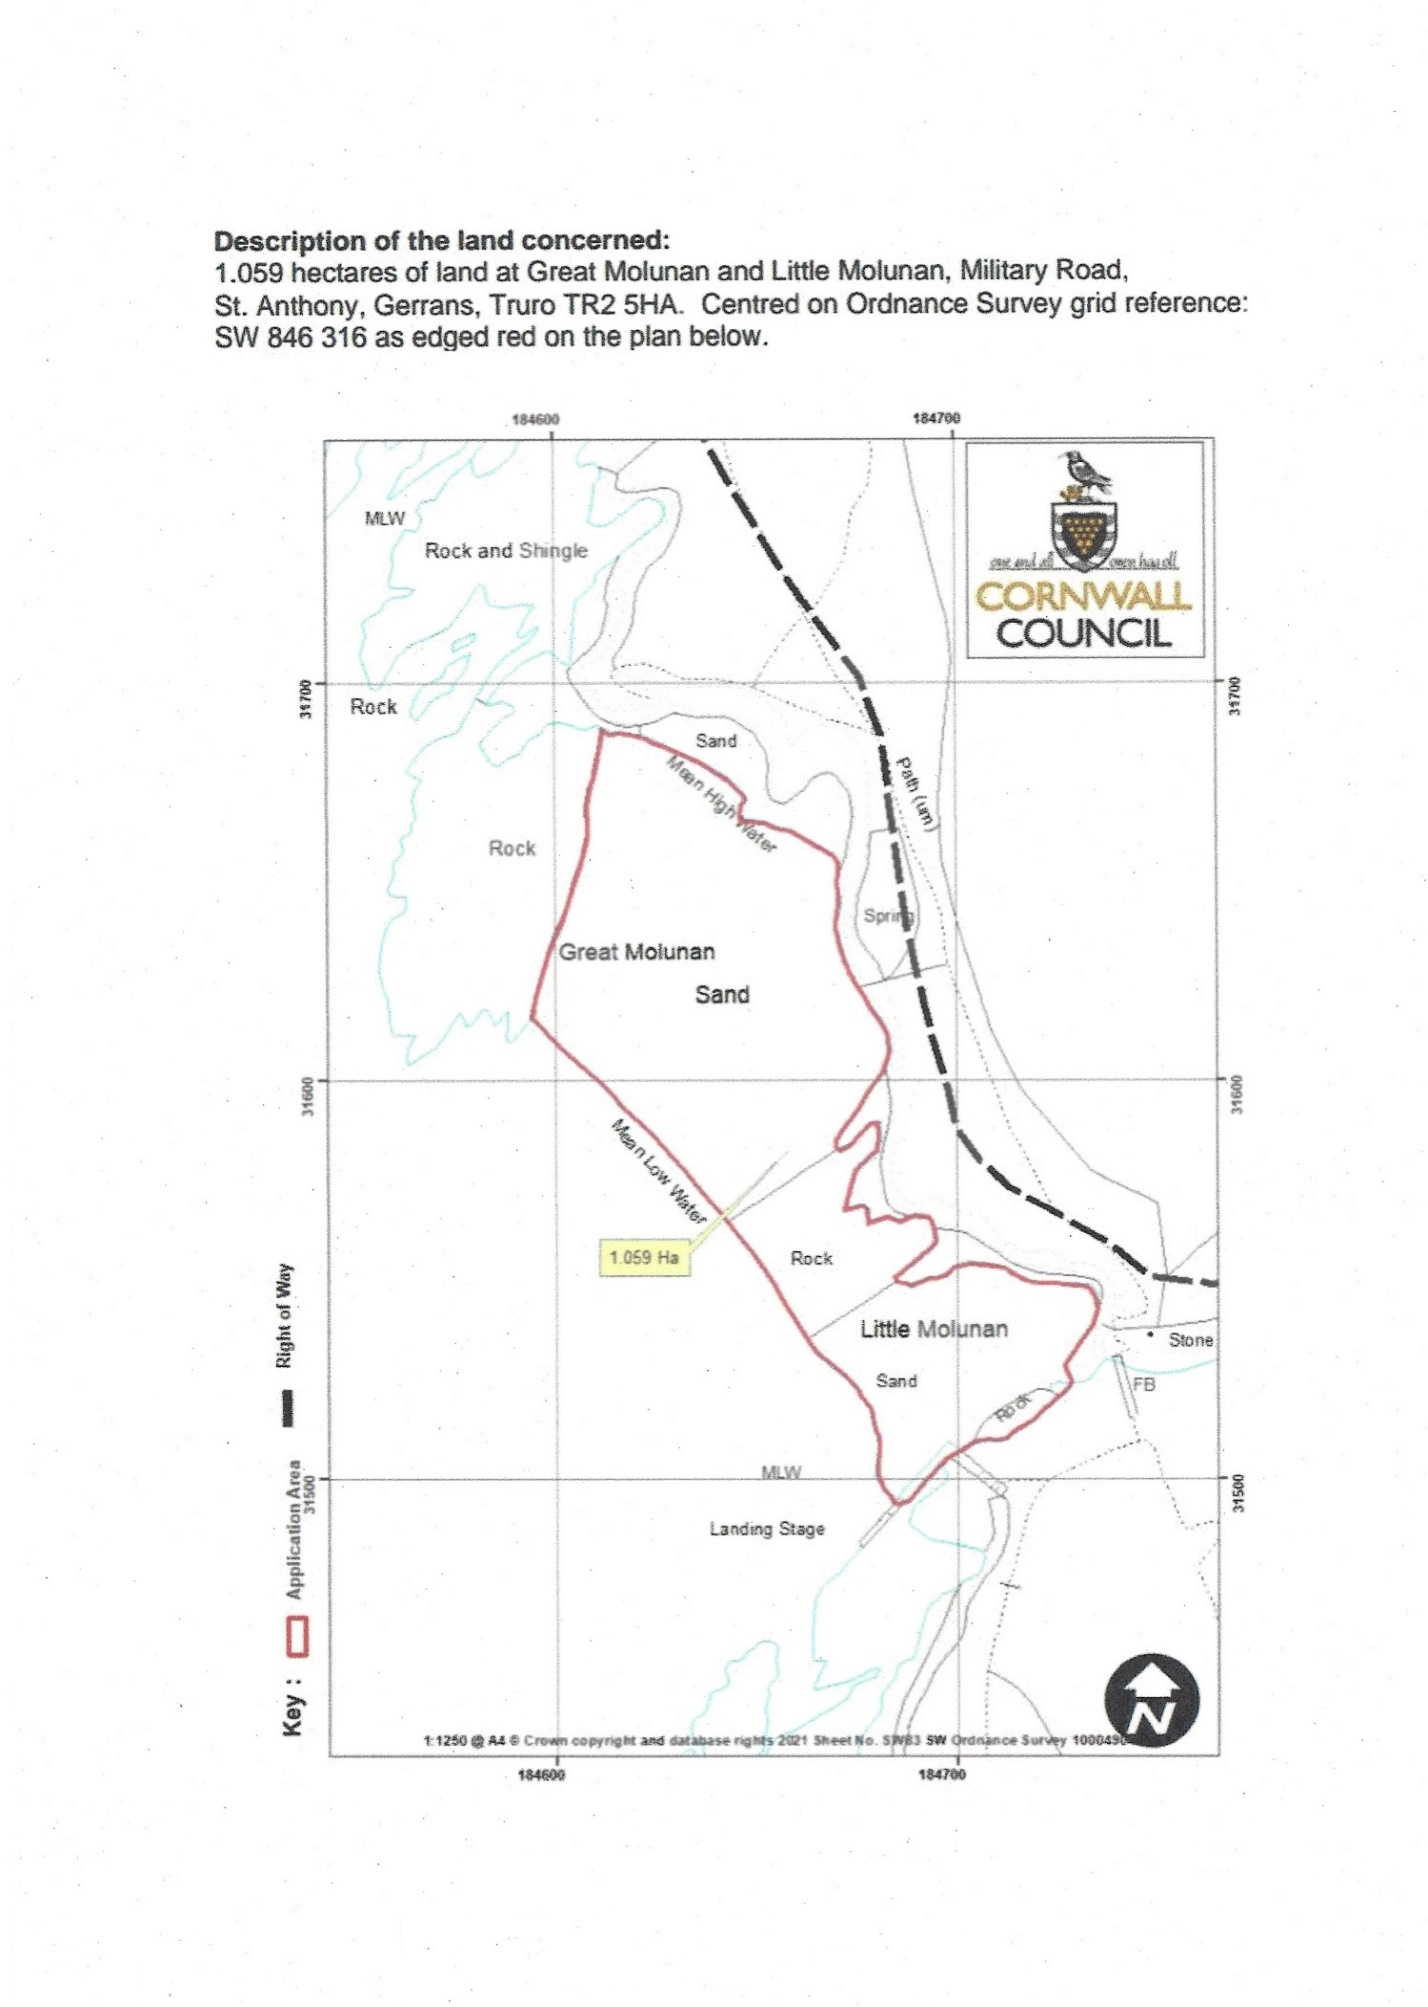 Description of the land concerned:
1.059 hectares of land at Great Molunan and Little Molunan, Military Road,
St. Anthony, Gerrans, Truro TR2 5HA. Centred on Ordnance Survey grid reference:
SW 846 316 as edged red on the plan below.
184600
184700
MLW
Rock and Shingle
one and all
onen hag oll
CORNWALL
COUNCIL
31700
31700
Rock
Sand
Mean High Water
Path (um)
Rock
Spring
Great Molunan
Sand
31600
31600
Mean Low Water
1.059 Ha
Rock
Little Molunan
Stone
Sand
FB
Rock
MLW
31500
31500
Landing Stage
Key :
Application Area
Right of Way
N
1:1250 @ A4 © Crown copyright and database rights 2021 Sheet No. SW83 SW Ordnance Survey
184600
184700